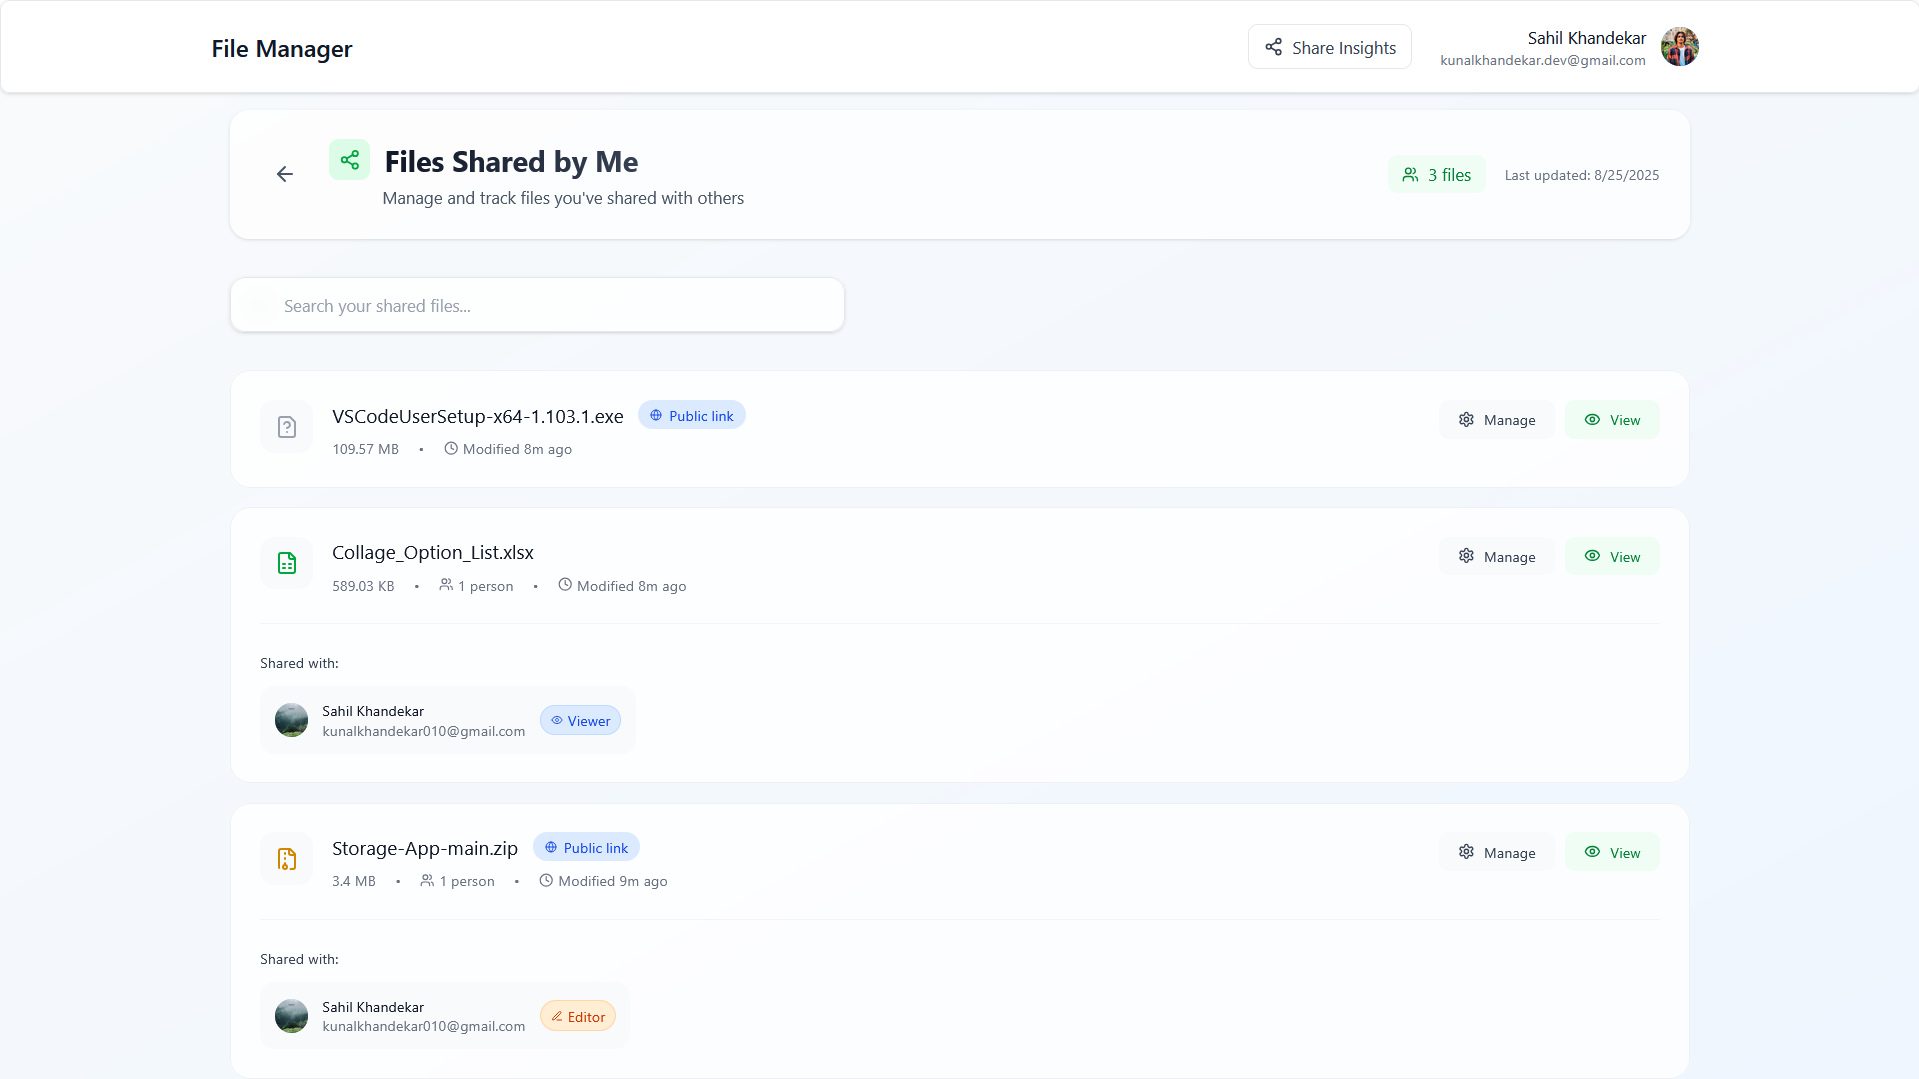 File Manager
Share Insights
Sahil Khandekar
kunalkhandekar.dev@gmail.com
Files Shared by Me
Manage and track files you've shared with others
3 files
Last updated: 8/25/2025
Search your shared files...
VSCodeUserSetup-x64-1.103.1.exe Public link
109.57 MB • Modified 8m ago
Manage View
Collage_Option_List.xlsx
589.03 KB • 1 person • Modified 8m ago
Manage View
Shared with:
Sahil Khandekar
kunalkhandekar010@gmail.com
Viewer
Storage-App-main.zip Public link
3.4 MB • 1 person • Modified 9m ago
Manage View
Shared with:
Sahil Khandekar
kunalkhandekar010@gmail.com
Editor